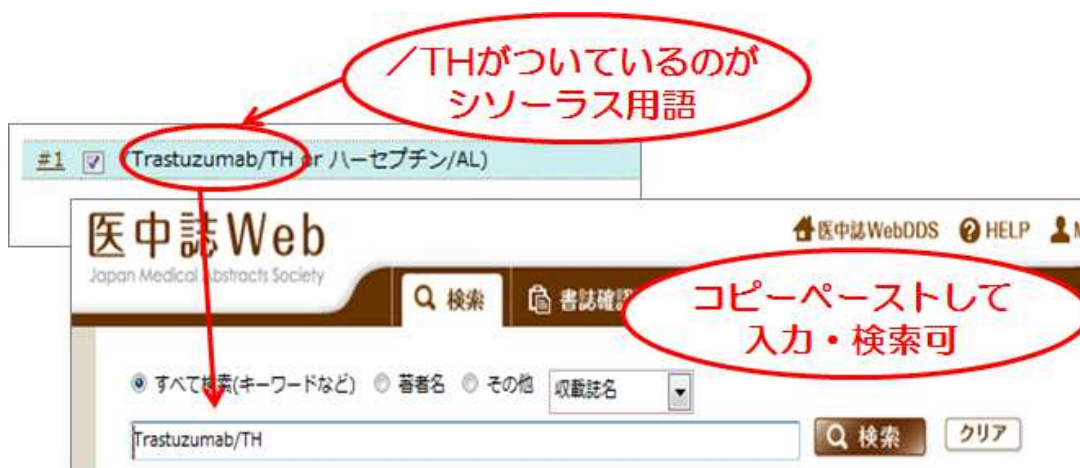 ／THがついているのが
シソーラス用語
#1 (Trastuzumab/TH or ハーセプチン/AL)
医中誌Web
Japan Medical Abstracts Society
医中誌WebDDS HELP M
検索 書誌確認
コピーペーストして
入力・検索可
すべて検索(キーワードなど) 著者名 その他 収載誌名
Trastuzumab/TH 検索 クリア